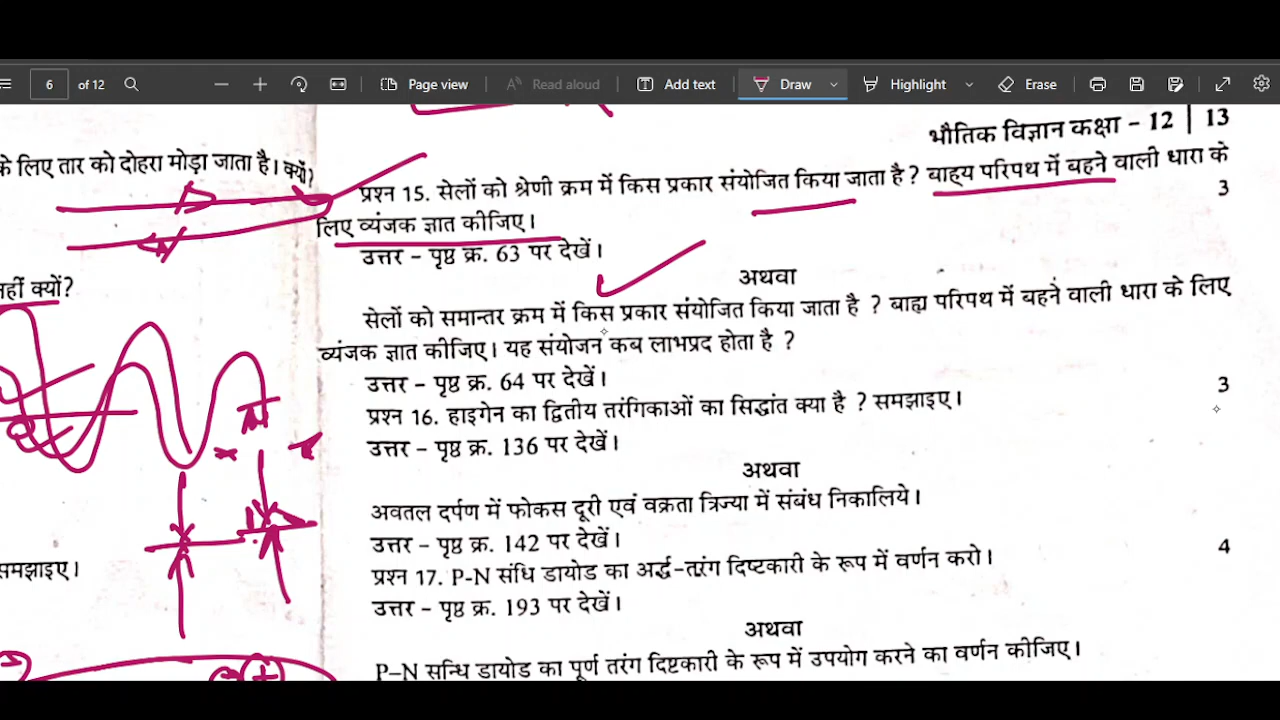 6 of 12 Page view Read aloud Add text Draw Highlight Erase
भौतिक विज्ञान कक्षा - 12 | 13
के लिए तार को दोहरा मोड़ा जाता है। क्यों?
नहीं क्यों?
समझाइए।
प्रश्न 15. सेलों को श्रेणी क्रम में किस प्रकार संयोजित किया जाता है ? बाह्य परिपथ में बहने वाली धारा के
लिए व्यंजक ज्ञात कीजिए। 3
उत्तर - पृष्ठ क्र. 63 पर देखें।
अथवा
सेलों को समान्तर क्रम में किस प्रकार संयोजित किया जाता है ? बाह्य परिपथ में बहने वाली धारा के लिए
व्यंजक ज्ञात कीजिए। यह संयोजन कब लाभप्रद होता है ?
उत्तर - पृष्ठ क्र. 64 पर देखें।
प्रश्न 16. हाइगेन का द्वितीय तरंगिकाओं का सिद्धांत क्या है ? समझाइए। 3
उत्तर - पृष्ठ क्र. 136 पर देखें।
अथवा
अवतल दर्पण में फोकस दूरी एवं वक्रता त्रिज्या में संबंध निकालिये।
उत्तर - पृष्ठ क्र. 142 पर देखें।
प्रश्न 17. P-N संधि डायोड का अर्द्ध-तरंग दिष्टकारी के रूप में वर्णन करो। 4
उत्तर - पृष्ठ क्र. 193 पर देखें।
अथवा
P-N सन्धि डायोड का पूर्ण तरंग दिष्टकारी के रूप में उपयोग करने का वर्णन कीजिए।